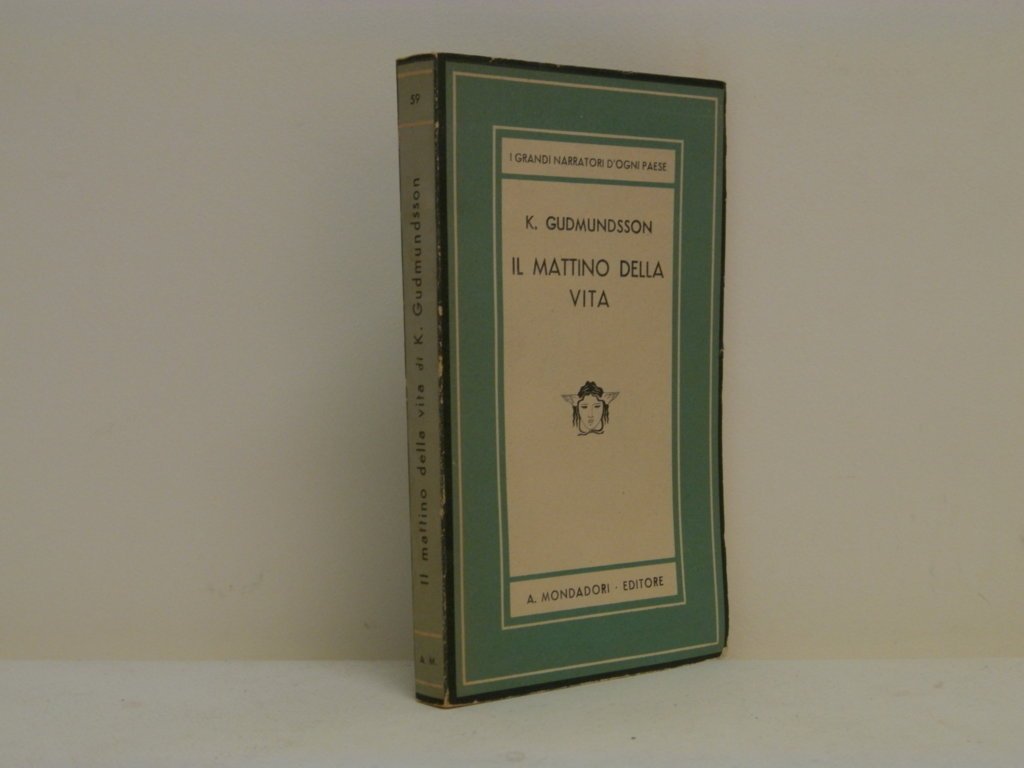 59
Il mattino della vita di K. Gudmundsson
A. M.
I GRANDI NARRATORI D'OGNI PAESE
K. GUDMUNDSSON
IL MATTINO DELLA
VITA
A. MONDADORI · EDITORE